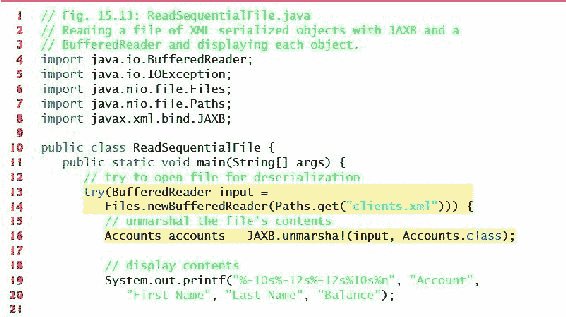 1 // Fig. 15.13: ReadSequentialFile.java
2 // Reading a file of XML serialized objects with JAXB and a
3 // BufferedReader and displaying each object.
4 import java.io.BufferedReader;
5 import java.io.IOException;
6 import java.nio.file.Files;
7 import java.nio.file.Paths;
8 import javax.xml.bind.JAXB;
9
10 public class ReadSequentialFile {
11 public static void main(String[] args) {
12 // try to open file for deserialization
13 try(BufferedReader input =
14 Files.newBufferedReader(Paths.get("clients.xml"))) {
15 // unmarshal the file's contents
16 Accounts accounts = JAXB.unmarshal(input, Accounts.class);
17
18 // display contents
19 System.out.printf("%-10s%-12s%-12s%10s%n", "Account",
20 "First Name", "Last Name", "Balance");
21